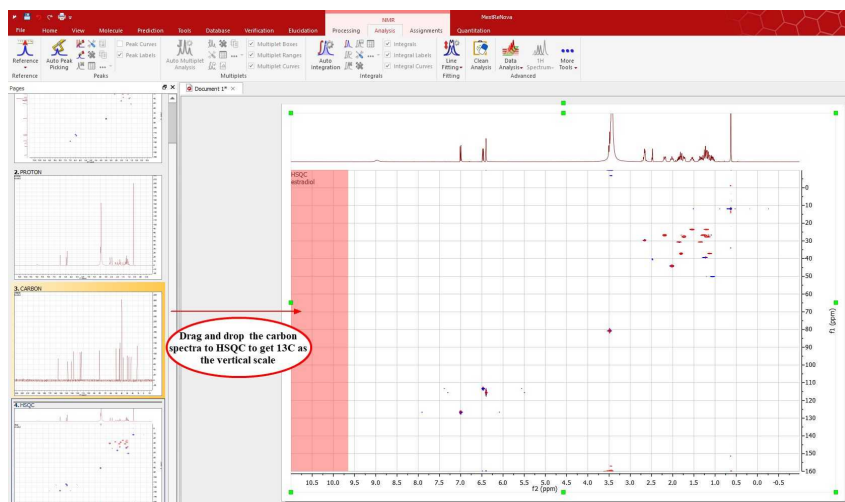 NMR
MestReNova
File Home View Molecule Prediction Tools Database Verification Elucidation Processing Analysis Assignments Quantitation
Peak Curves Multiplet Boxes Integrals
Peak Labels Multiplet Ranges Integral Labels
Multiplet Curves Integral Curves
Reference Auto Peak Picking Auto Multiplet Analysis Auto Integration Line Fitting Clean Analysis Data Analysis 1H Spectrum More Tools
Reference Peaks Multiplets Integrals Fitting Advanced
Pages
Document 1*
2. PROTON
3. CARBON
4. HSQC
HSQC
estradiol
Drag and drop the carbon
spectra to HSQC to get 13C as
the vertical scale
0
10
20
30
40
50
60
70
80
90
100
110
120
130
140
150
160
f1 (ppm)
10.5 10.0 9.5 9.0 8.5 8.0 7.5 7.0 6.5 6.0 5.5 5.0 4.5 4.0 3.5 3.0 2.5 2.0 1.5 1.0 0.5 0.0 -0.5
f2 (ppm)